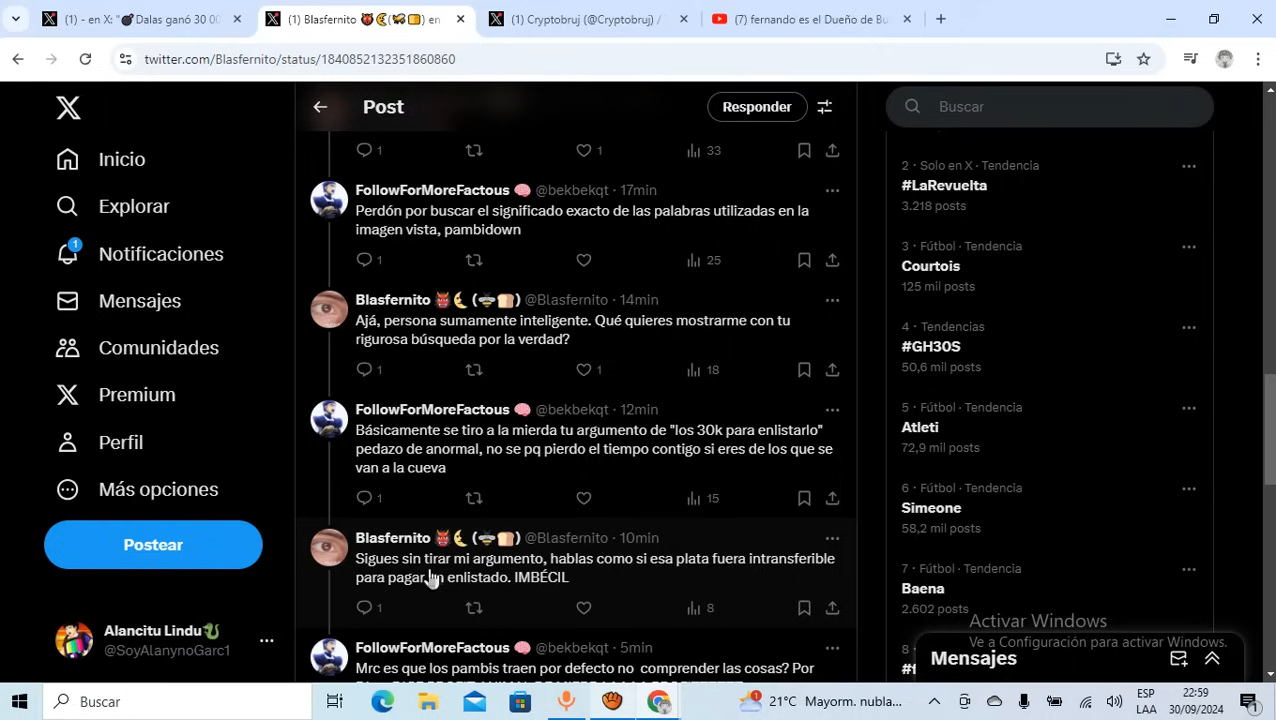 (1) - en X: "💣 Dalas ganó 30 00
(1) Blasfernito 👹🌜(🐝🍞) en
(1) Cryptobruj (@Cryptobruj) /
(7) fernando es el Dueño de Bu
twitter.com/Blasfernito/status/1840852132351860860
Post
Responder
Buscar
Inicio
Explorar
1
Notificaciones
Mensajes
Comunidades
Premium
Perfil
Más opciones
Postear
Alancitu Lindu🐍
@SoyAlanynoGarc1
1
1
33
FollowForMoreFactous 🧠 @bekbekqt · 17min
Perdón por buscar el significado exacto de las palabras utilizadas en la
imagen vista, pambidown
1
25
Blasfernito 👹🌜(🐝🍞) @Blasfernito · 14min
Ajá, persona sumamente inteligente. Qué quieres mostrarme con tu
rigurosa búsqueda por la verdad?
1
1
18
FollowForMoreFactous 🧠 @bekbekqt · 12min
Básicamente se tiro a la mierda tu argumento de "los 30k para enlistarlo"
pedazo de anormal, no se pq pierdo el tiempo contigo si eres de los que se
van a la cueva
1
15
Blasfernito 👹🌜(🐝🍞) @Blasfernito · 10min
Sigues sin tirar mi argumento, hablas como si esa plata fuera intransferible
para pagar un enlistado. IMBÉCIL
1
8
FollowForMoreFactous 🧠 @bekbekqt · 5min
Mrc es que los pambis traen por defecto no comprender las cosas? Por
2 · Solo en X · Tendencia
#LaRevuelta
3.218 posts
3 · Fútbol · Tendencia
Courtois
125 mil posts
4 · Tendencias
#GH30S
50,6 mil posts
5 · Fútbol · Tendencia
Atleti
72,9 mil posts
6 · Fútbol · Tendencia
Simeone
58,2 mil posts
7 · Fútbol · Tendencia
Baena
2.602 posts
8 ·
Activar Windows
Ve a Configuración para activar Windows.
Mensajes
Buscar
1
21°C Mayorm. nubla...
ESP
LAA
22:59
30/09/2024
1